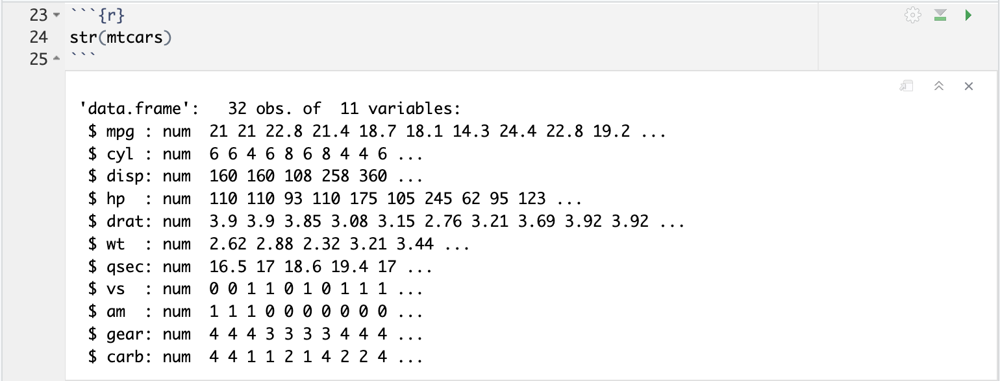 23 ```{r}
24 str(mtcars)
25 ```
'data.frame':   32 obs. of  11 variables:
 $ mpg : num  21 21 22.8 21.4 18.7 18.1 14.3 24.4 22.8 19.2 ...
 $ cyl : num  6 6 4 6 8 6 8 4 4 6 ...
 $ disp: num  160 160 108 258 360 ...
 $ hp  : num  110 110 93 110 175 105 245 62 95 123 ...
 $ drat: num  3.9 3.9 3.85 3.08 3.15 2.76 3.21 3.69 3.92 3.92 ...
 $ wt  : num  2.62 2.88 2.32 3.21 3.44 ...
 $ qsec: num  16.5 17 18.6 19.4 17 ...
 $ vs  : num  0 0 1 1 0 1 0 1 1 1 ...
 $ am  : num  1 1 1 0 0 0 0 0 0 0 ...
 $ gear: num  4 4 4 3 3 3 3 4 4 4 ...
 $ carb: num  4 4 1 1 2 1 4 2 2 4 ...